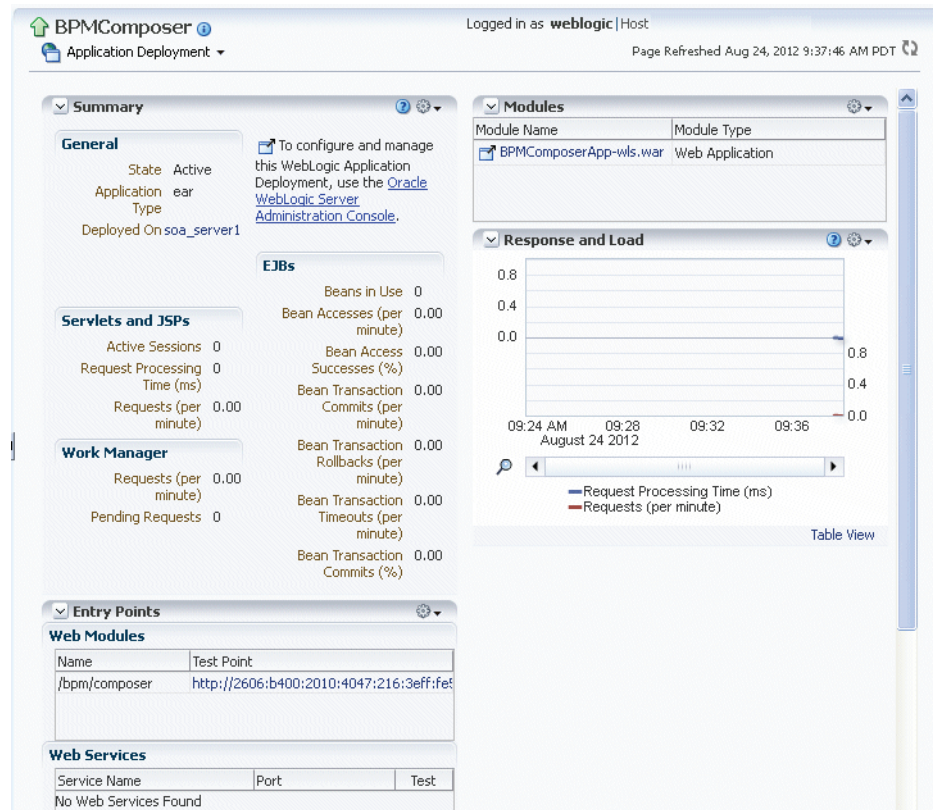 BPMComposer
Logged in as weblogic|Host
Application Deployment
Page Refreshed Aug 24, 2012 9:37:46 AM PDT
Summary
General
State Active
Application Type ear
Deployed On soa_server1
To configure and manage
this WebLogic Application
Deployment, use the Oracle
WebLogic Server
Administration Console.
Servlets and JSPs
Active Sessions 0
Request Processing Time (ms) 0
Requests (per minute) 0.00
Work Manager
Requests (per minute) 0.00
Pending Requests 0
EJBs
Beans in Use 0
Bean Accesses (per minute) 0.00
Bean Access Successes (%) 0.00
Bean Transaction Commits (per minute) 0.00
Bean Transaction Rollbacks (per minute) 0.00
Bean Transaction Timeouts (per minute) 0.00
Bean Transaction Commits (%) 0.00
Entry Points
Web Modules
Name Test Point
/bpm/composer http://2606:b400:2010:4047:216:3eff:fe5
Web Services
Service Name Port Test
No Web Services Found
Modules
Module Name Module Type
BPMComposerApp-wls.war Web Application
Response and Load
0.8
0.4
0.0
0.8
0.4
0.0
09:24 AM 09:28 09:32 09:36
August 24 2012
Request Processing Time (ms)
Requests (per minute)
Table View